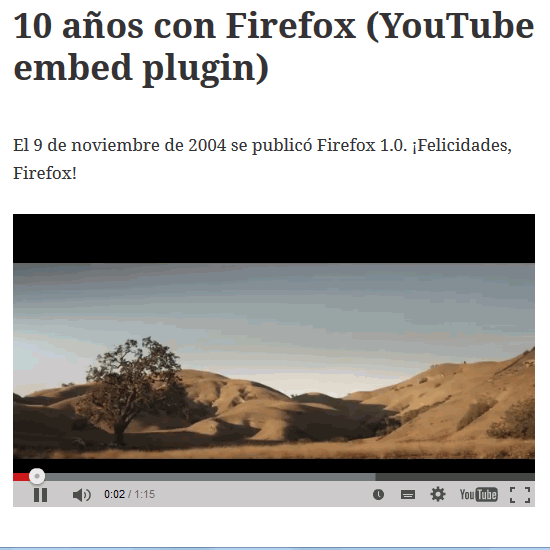 10 años con Firefox (YouTube
embed plugin)
El 9 de noviembre de 2004 se publicó Firefox 1.0. ¡Felicidades,
Firefox!
0:02 / 1:15
YouTube